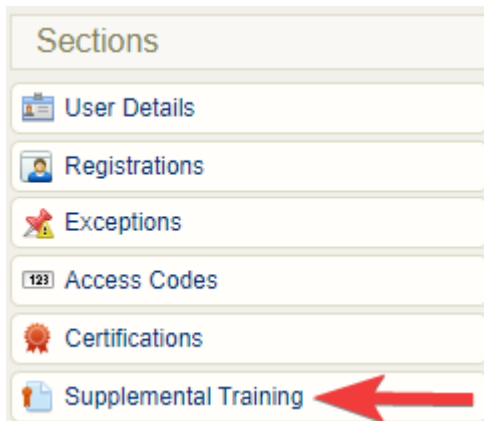 Sections
User Details
Registrations
Exceptions
123 Access Codes
Certifications
Supplemental Training